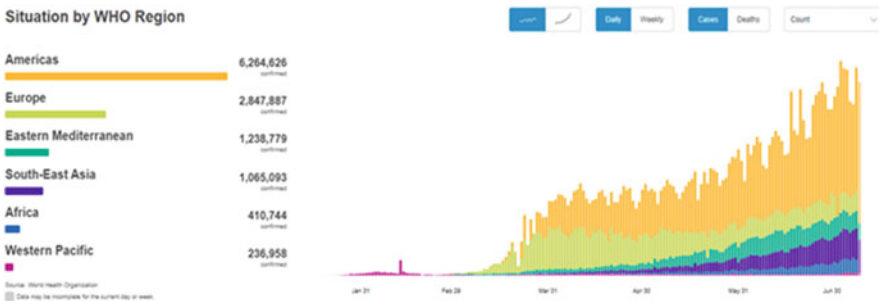 Situation by WHO Region
Daily Weekly Cases Deaths Count
Americas
6,264,626
confirmed
Europe
2,847,887
confirmed
Eastern Mediterranean
1,238,779
confirmed
South-East Asia
1,065,093
confirmed
Africa
410,744
confirmed
Western Pacific
236,958
confirmed
Source: World Health Organization
Data may be incomplete for the current day or week.
Jan 31 Feb 29 Mar 31 Apr 30 May 31 Jun 30